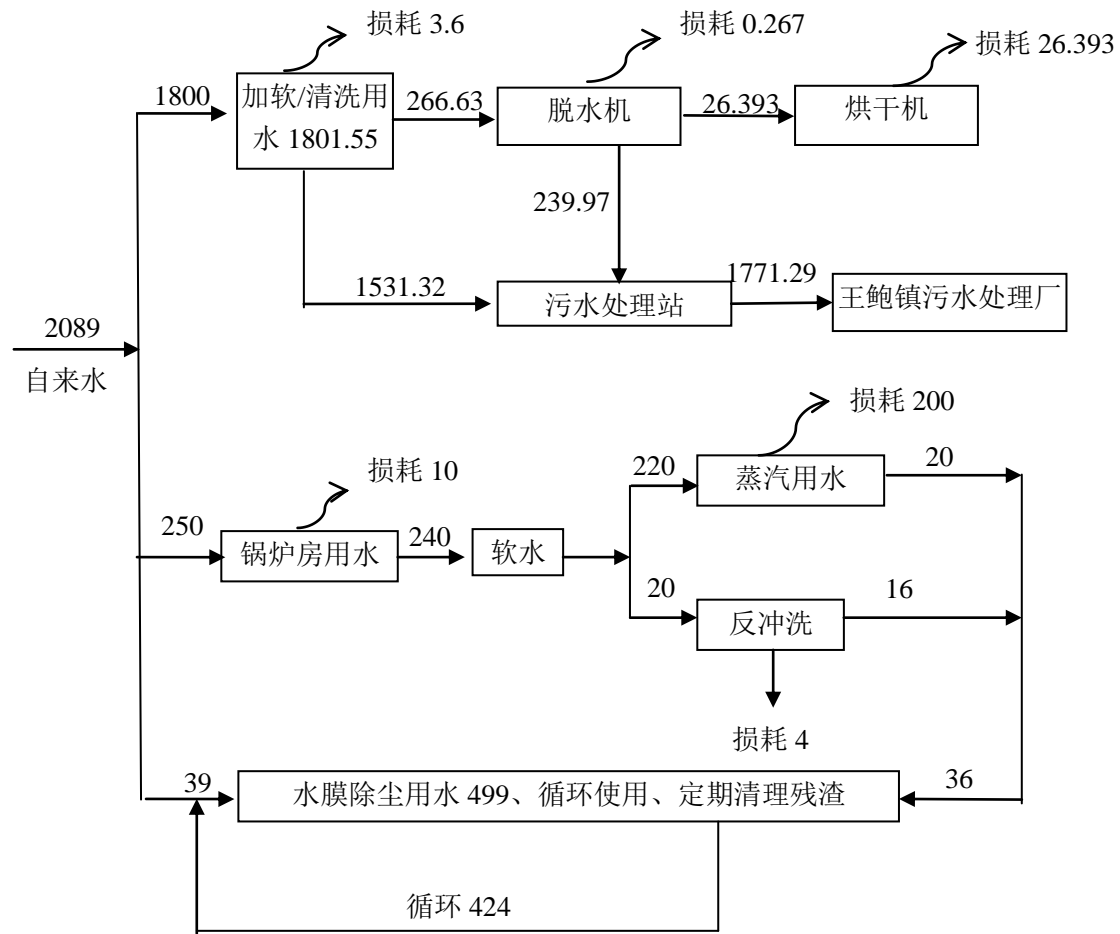 损耗 3.6
损耗 0.267
损耗 26.393
1800
加软/清洗用
水 1801.55
266.63
脱水机
26.393
烘干机
239.97
1531.32
污水处理站
1771.29
王鲍镇污水处理厂
2089
自来水
损耗 200
损耗 10
220
蒸汽用水
20
250
锅炉房用水
240
软水
20
反冲洗
16
损耗 4
39
水膜除尘用水 499、循环使用、定期清理残渣
36
循环 424